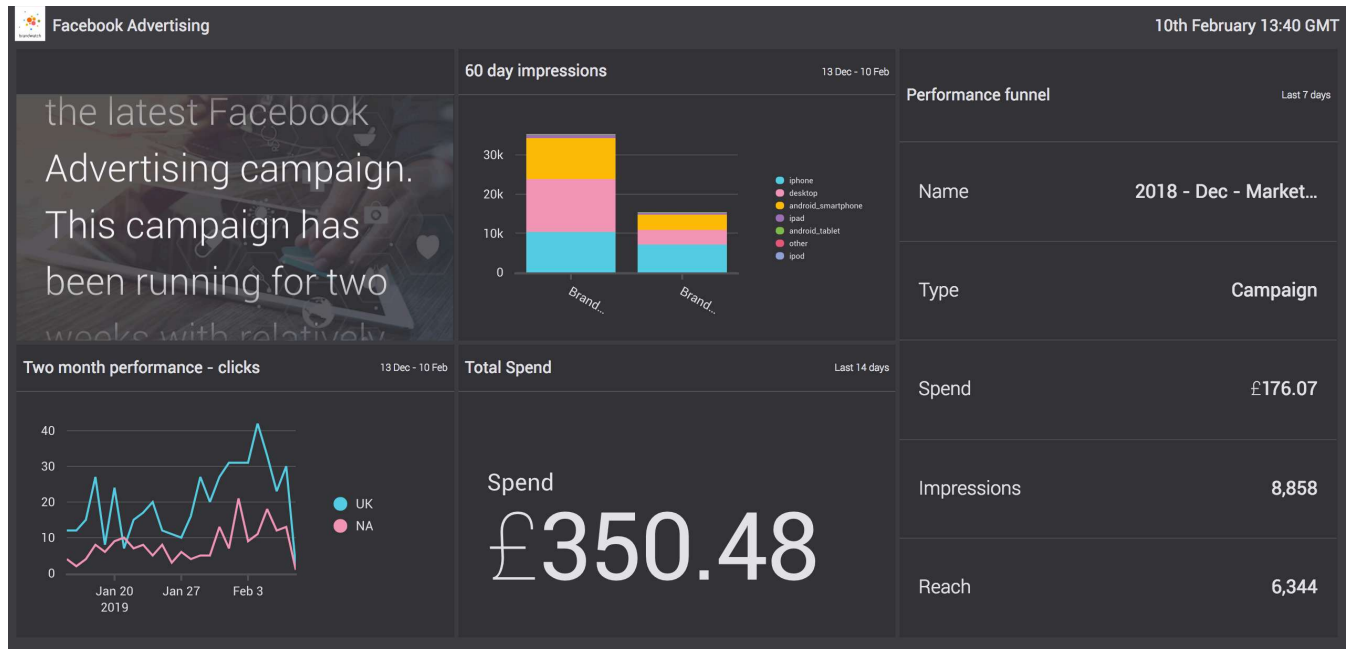 Facebook Advertising
10th February 13:40 GMT
the latest Facebook
Advertising campaign.
This campaign has
been running for two
weeks with relatively
60 day impressions
13 Dec - 10 Feb
30k
20k
10k
0
Brand...
Brand...
iphone
desktop
android_smartphone
ipad
android_tablet
other
ipod
Two month performance - clicks
13 Dec - 10 Feb
40
30
20
10
0
Jan 20
2019
Jan 27
Feb 3
UK
NA
Total Spend
Last 14 days
Spend
£350.48
Performance funnel
Last 7 days
Name
2018 - Dec - Market...
Type
Campaign
Spend
£176.07
Impressions
8,858
Reach
6,344